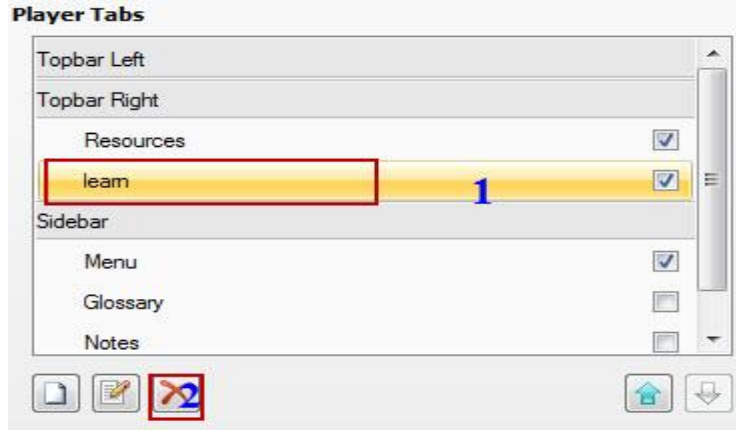 Player Tabs
Topbar Left
Topbar Right
Resources
learn 1
Sidebar
Menu
Glossary
Notes
2